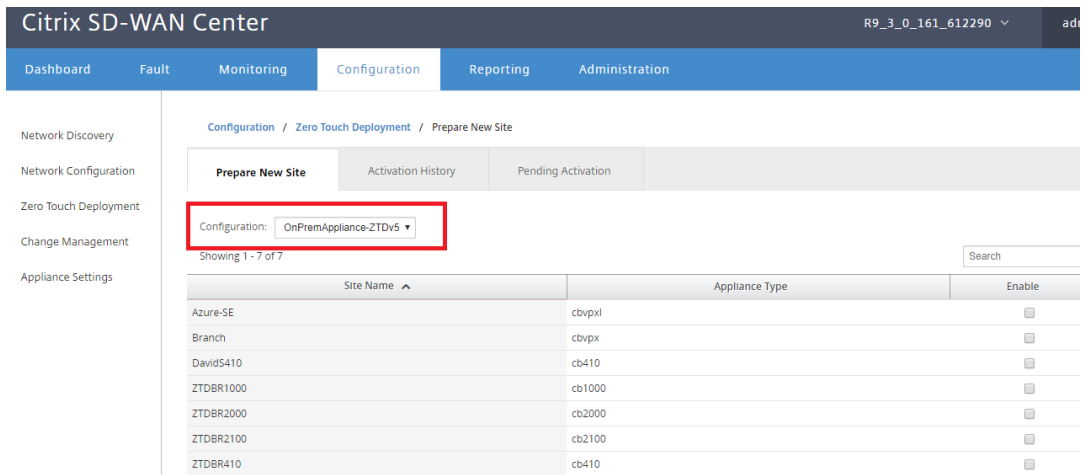 Citrix SD-WAN Center R9_3_0_161_612290
Dashboard Fault Monitoring Configuration Reporting Administration
Configuration / Zero Touch Deployment / Prepare New Site
Network Discovery
Network Configuration
Zero Touch Deployment
Change Management
Appliance Settings
Prepare New Site Activation History Pending Activation
Configuration: OnPremAppliance-ZTDv5
Showing 1 - 7 of 7 Search
Site Name Appliance Type Enable
Azure-SE cbvpxl
Branch cbvpx
DavidS410 cb410
ZTDBR1000 cb1000
ZTDBR2000 cb2000
ZTDBR2100 cb2100
ZTDBR410 cb410